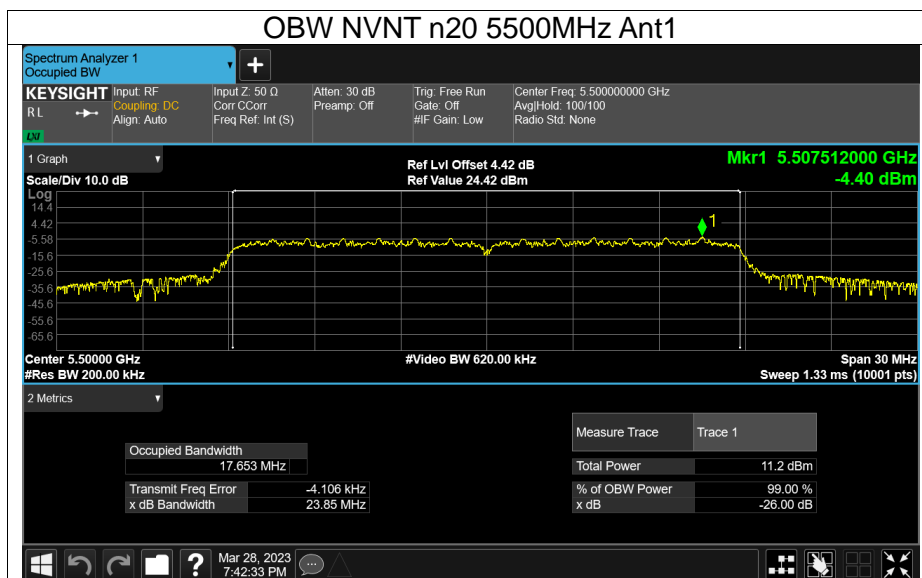 OBW NVNT n20 5500MHz Ant1
Spectrum Analyzer 1
Occupied BW
KEYSIGHT
R L
LXI
Input: RF
Coupling: DC
Align: Auto
Input Z: 50 Ω
Corr CCorr
Freq Ref: Int (S)
Atten: 30 dB
Preamp: Off
Trig: Free Run
Gate: Off
#IF Gain: Low
Center Freq: 5.500000000 GHz
Avg|Hold: 100/100
Radio Std: None
1 Graph
Scale/Div 10.0 dB
Ref Lvl Offset 4.42 dB
Ref Value 24.42 dBm
Mkr1 5.507512000 GHz
-4.40 dBm
Log
14.4
4.42
-5.58
-15.6
-25.6
-35.6
-45.6
-55.6
-65.6
1
Center 5.50000 GHz
#Res BW 200.00 kHz
#Video BW 620.00 kHz
Span 30 MHz
Sweep 1.33 ms (10001 pts)
2 Metrics
Occupied Bandwidth
17.653 MHz
Transmit Freq Error -4.106 kHz
x dB Bandwidth 23.85 MHz
Measure Trace Trace 1
Total Power 11.2 dBm
% of OBW Power 99.00 %
x dB -26.00 dB
Mar 28, 2023
7:42:33 PM